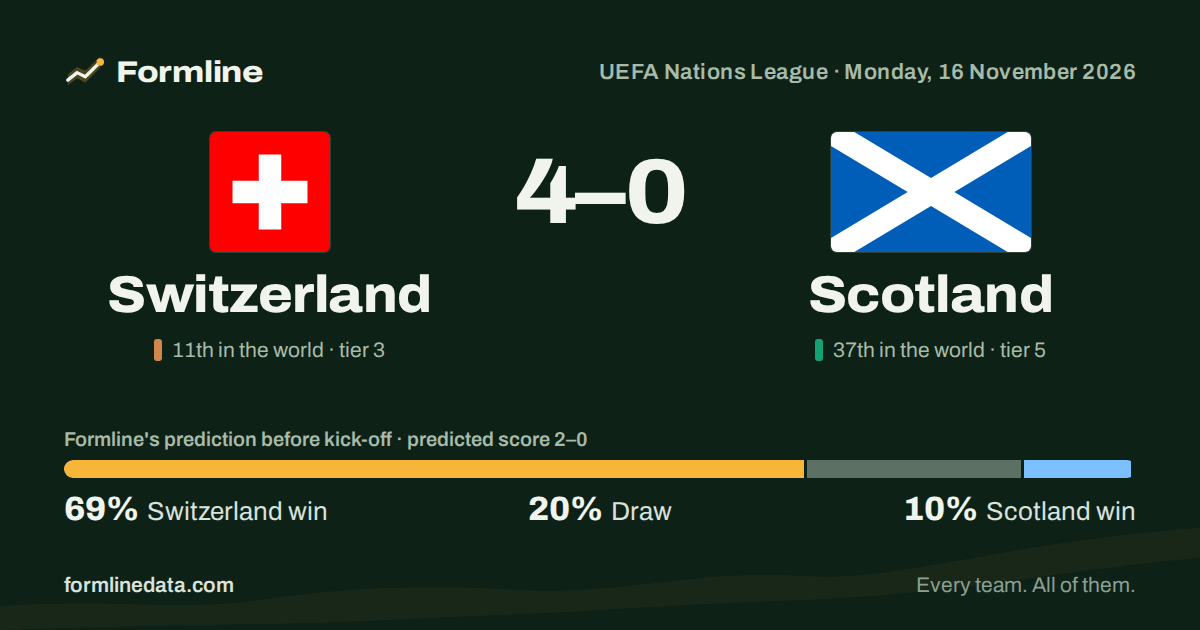 Formline
UEFA Nations League · Monday, 16 November 2026
4–0
Switzerland
Scotland
11th in the world · tier 3
37th in the world · tier 5
Formline's prediction before kick-off · predicted score 2–0
69% Switzerland win
20% Draw
10% Scotland win
formlinedata.com
Every team. All of them.